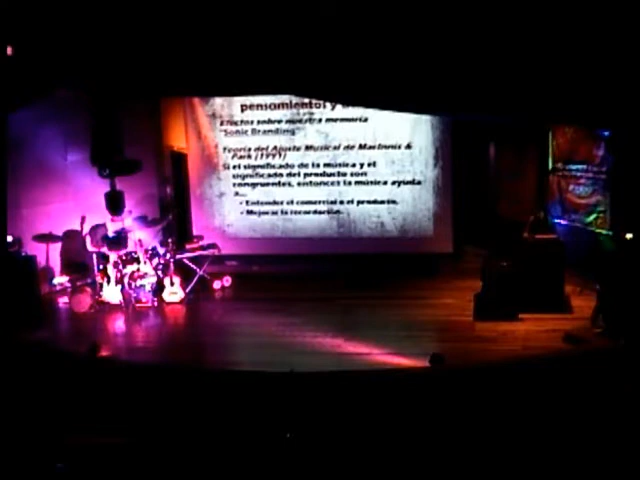 pensamientos y
Efectos sobre nuestra memoria
"Sonic Branding"
Teoría del Ajuste Musical de MacInnis &
Park (1991)
Si el significado de la música y el
significado del producto son
congruentes, entonces la música ayuda
a...
• Entender el comercial o el producto.
• Mejorar la recordación.